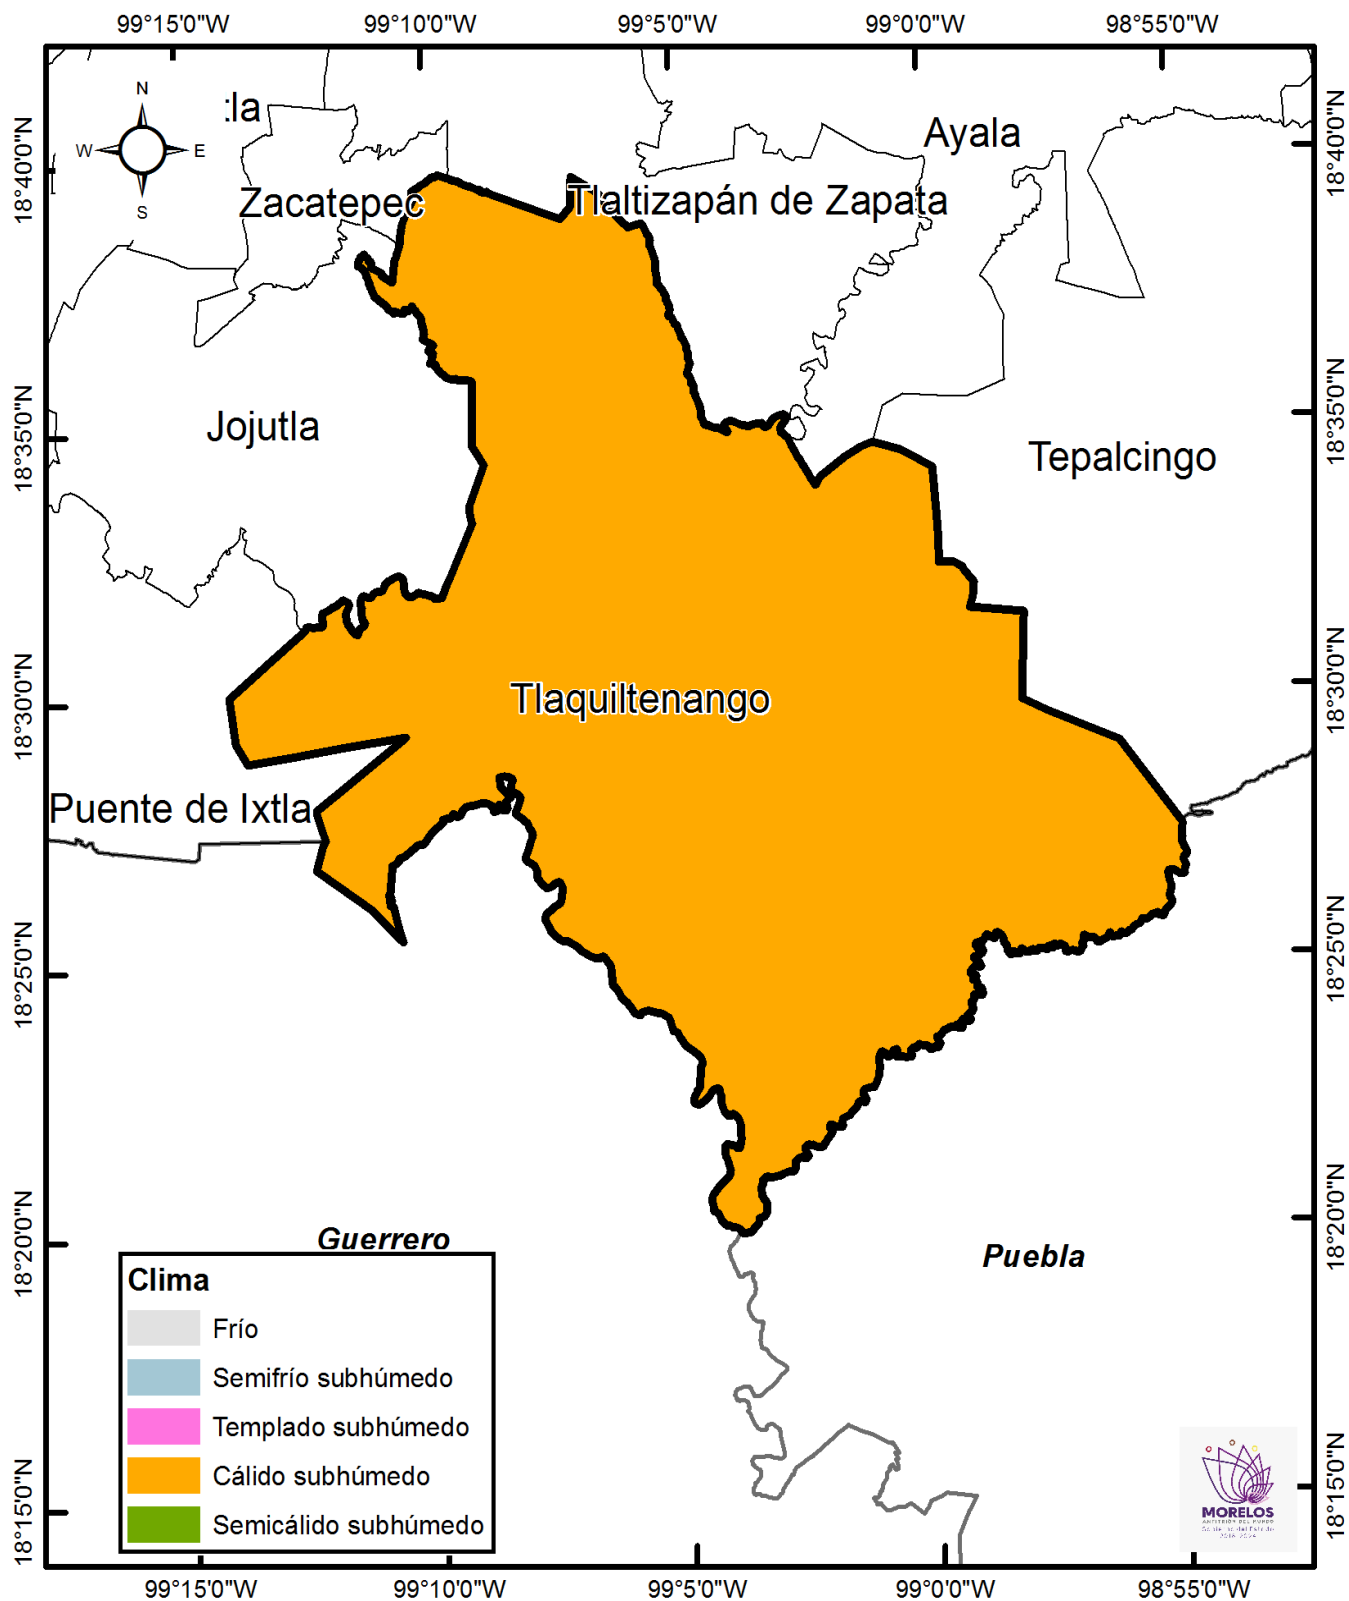 99°15'0"W 99°10'0"W 99°5'0"W 99°0'0"W 98°55'0"W
N
W E
S
:la
Ayala
Zacatepec
Tlaltizapán de Zapata
18°40'0"N
18°40'0"N
Jojutla
Tepalcingo
18°35'0"N
18°35'0"N
Tlaquiltenango
18°30'0"N
18°30'0"N
Puente de Ixtla
18°25'0"N
18°25'0"N
Guerrero
Puebla
18°20'0"N
18°20'0"N
Clima
Frío
Semifrío subhúmedo
Templado subhúmedo
Cálido subhúmedo
Semicálido subhúmedo
18°15'0"N
18°15'0"N
MORELOS
2018-2024
99°15'0"W 99°10'0"W 99°5'0"W 99°0'0"W 98°55'0"W